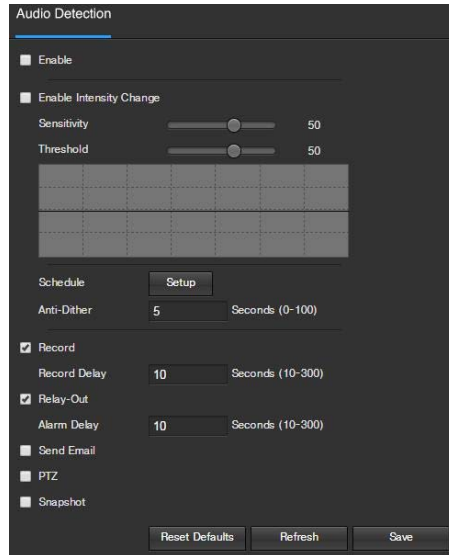 Audio Detection
Enable
Enable Intensity Change
Sensitivity 50
Threshold 50
Schedule Setup
Anti-Dither 5 Seconds (0-100)
Record
Record Delay 10 Seconds (10-300)
Relay-Out
Alarm Delay 10 Seconds (10-300)
Send Email
PTZ
Snapshot
Reset Defaults Refresh Save